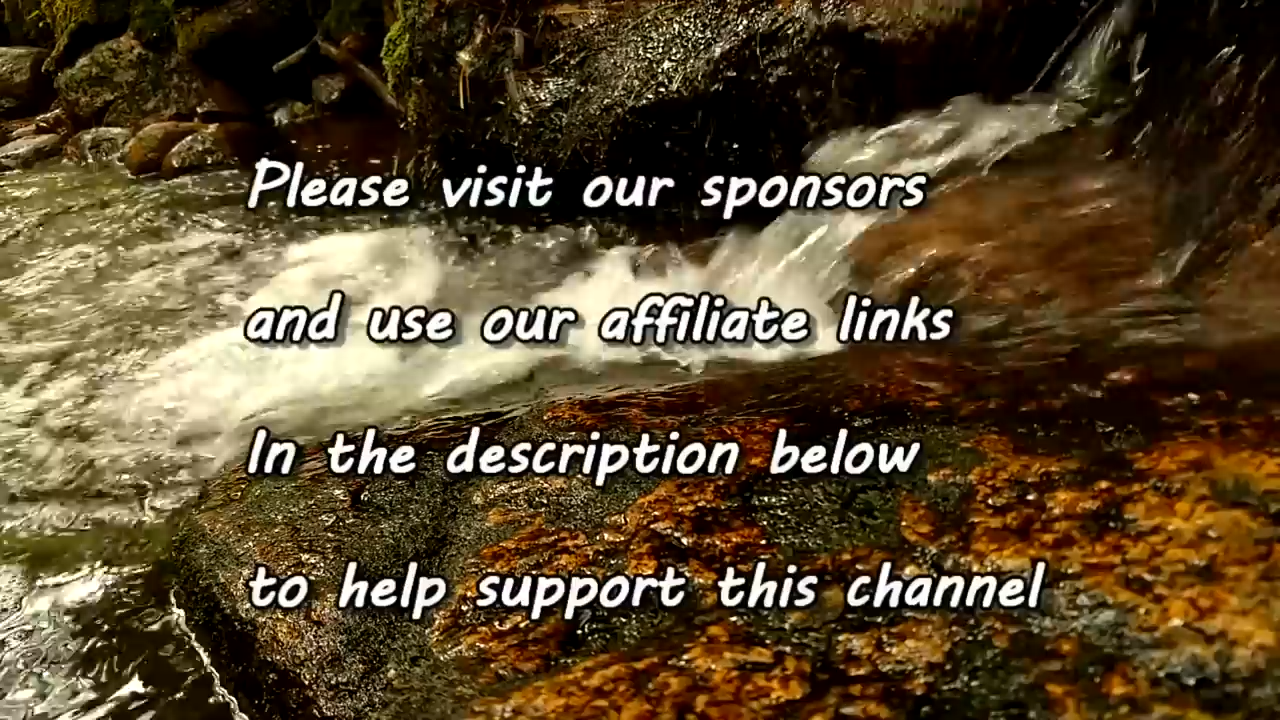 Please visit our sponsors
and use our affiliate links
In the description below
to help support this channel